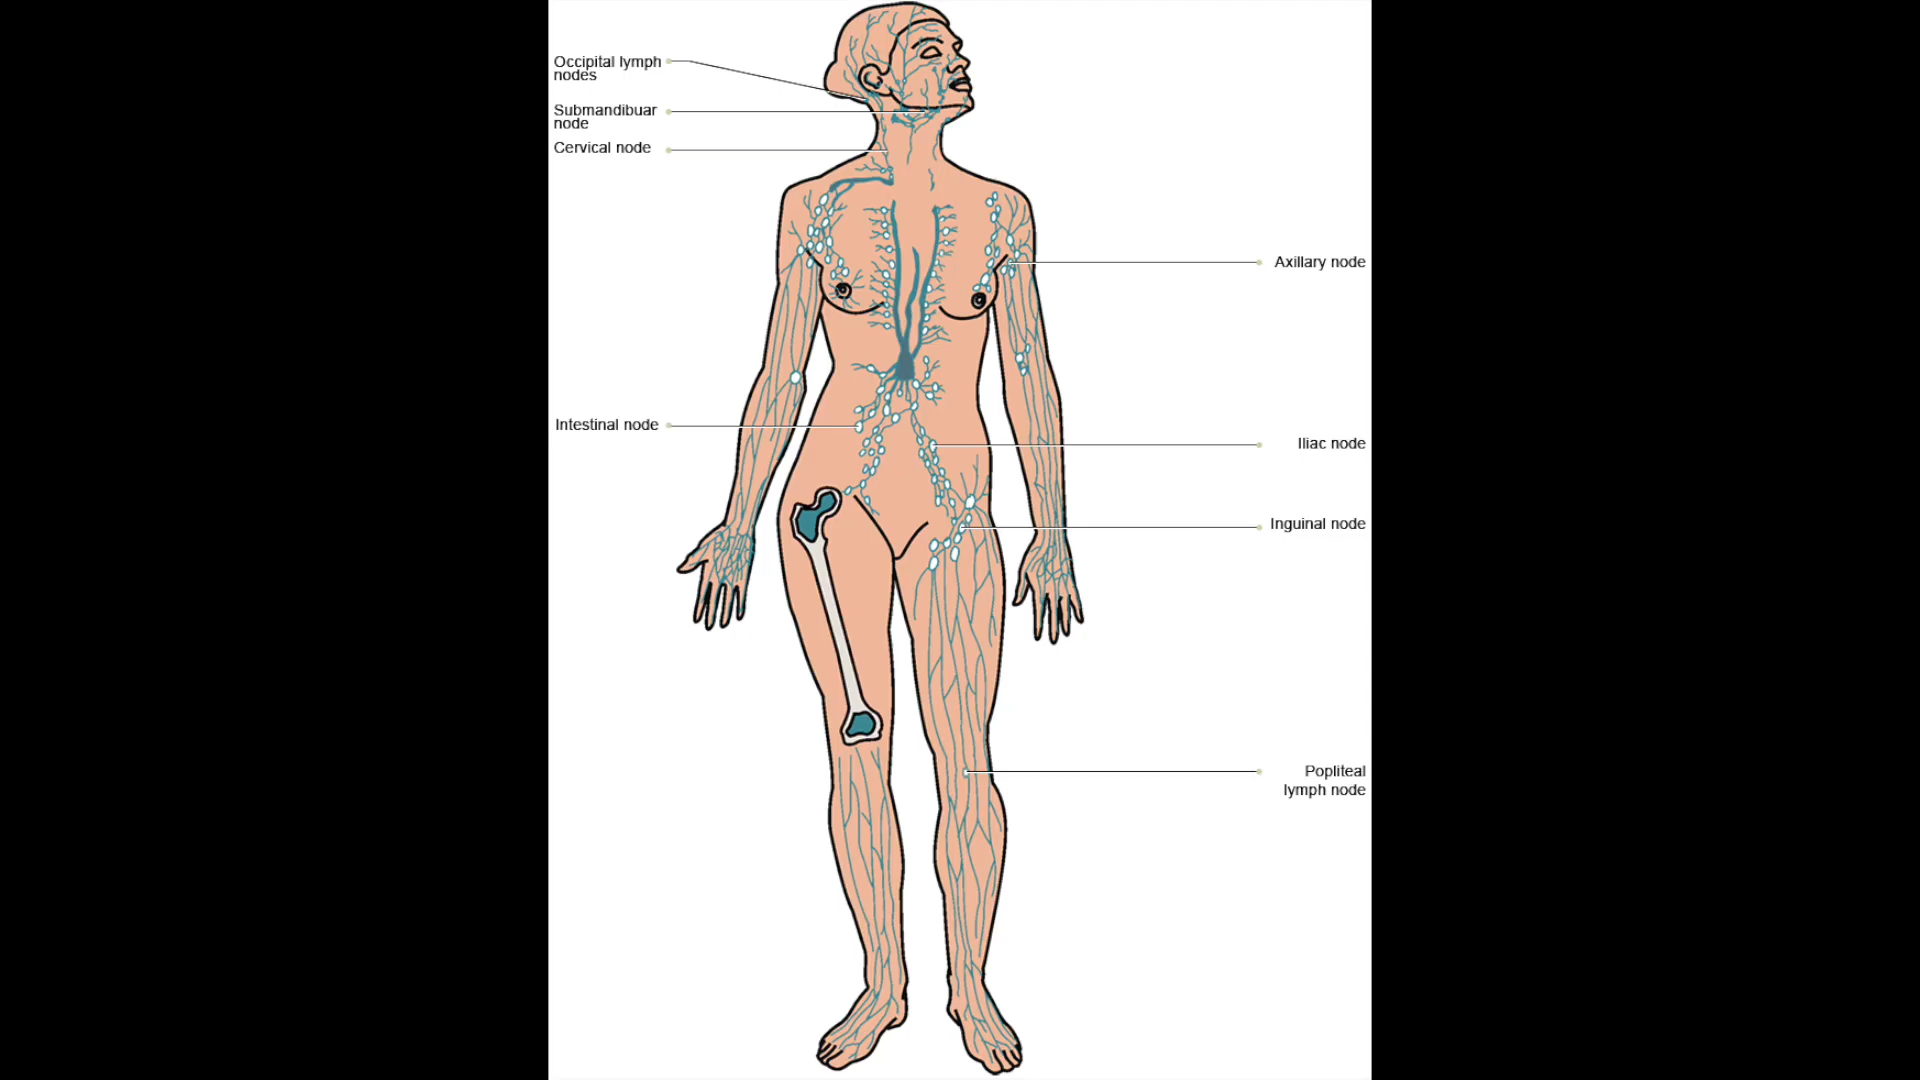 Occipital lymph
nodes
Submandibuar
node
Cervical node
Axillary node
Intestinal node
Iliac node
Inguinal node
Popliteal
lymph node